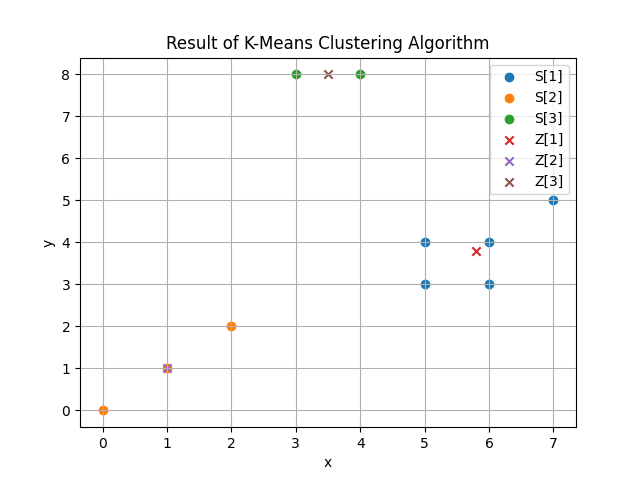 Result of K-Means Clustering Algorithm
8
7
6
5
4
3
2
1
0
y
S[1]
S[2]
S[3]
Z[1]
Z[2]
Z[3]
0 1 2 3 4 5 6 7
x